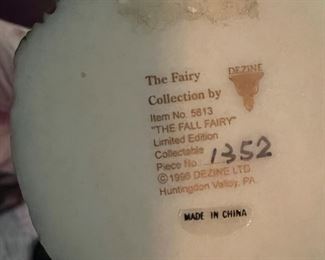 The Fairy
Collection by DEZINE
Item No. 5613
"THE FALL FAIRY"
Limited Edition
Collectable
Piece No. 1352
© 1996 DEZINE LTD
Huntingdon Valley, PA
MADE IN CHINA